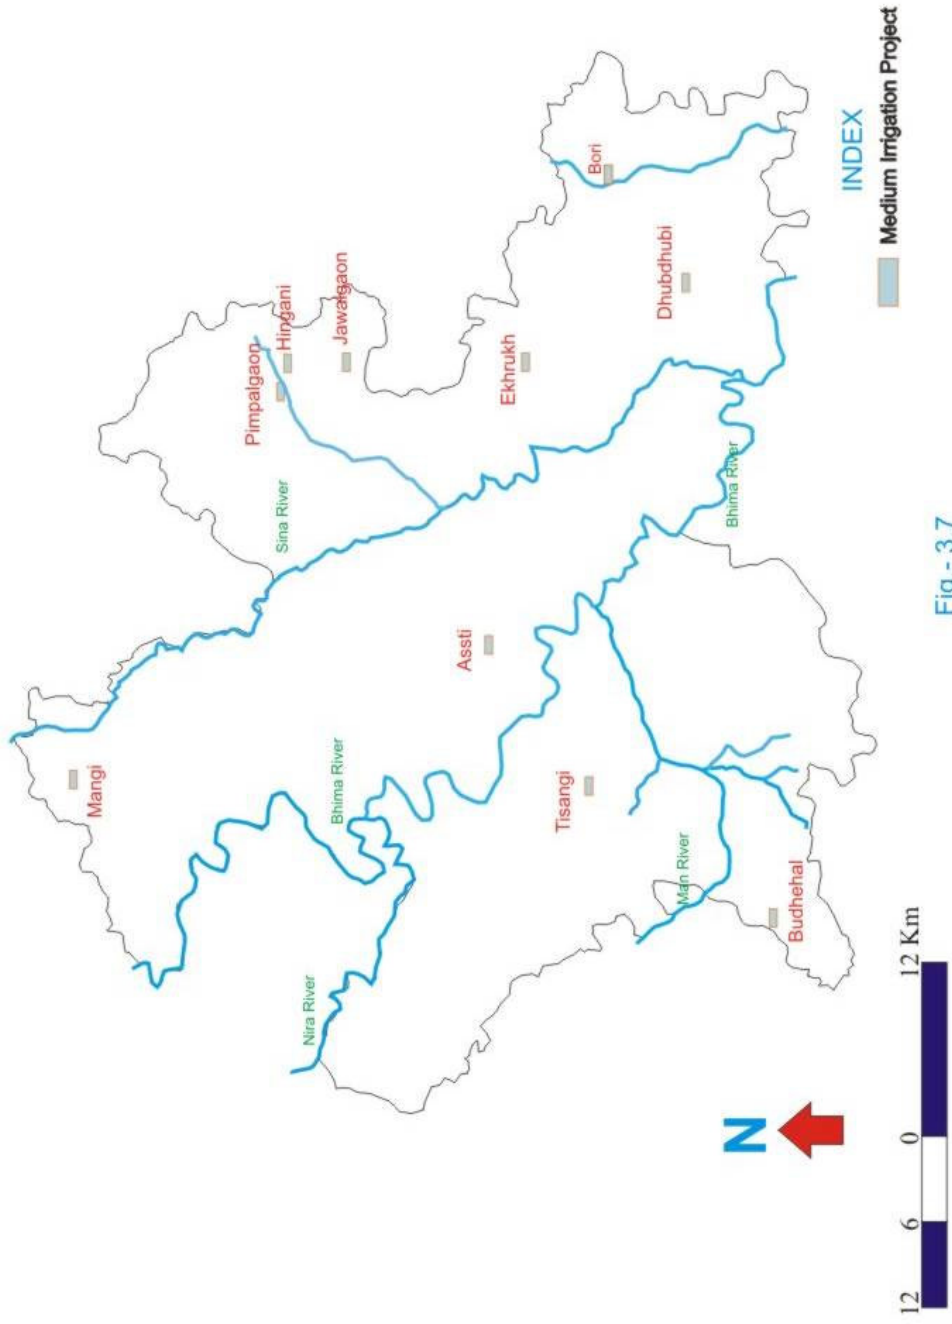 Mangi
Pimpalgaon
Hingani
Jawalgaon
Sina River
Bhima River
Nira River
Assti
Ekhrukh
Bori
Tisangi
Dhubdhubi
Man River
Bhima River
Budhehal
N
INDEX
Medium Irrigation Project
12 6 0 12 Km
Fig - 3.7